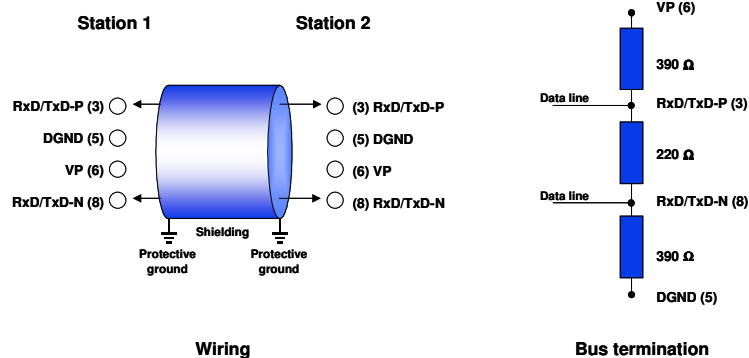 Station 1
Station 2
RxD/TxD-P (3)
DGND (5)
VP (6)
RxD/TxD-N (8)
(3) RxD/TxD-P
(5) DGND
(6) VP
(8) RxD/TxD-N
Shielding
Protective
ground
Protective
ground
Wiring
VP (6)
390 Ω
Data line
RxD/TxD-P (3)
220 Ω
Data line
RxD/TxD-N (8)
390 Ω
DGND (5)
Bus termination